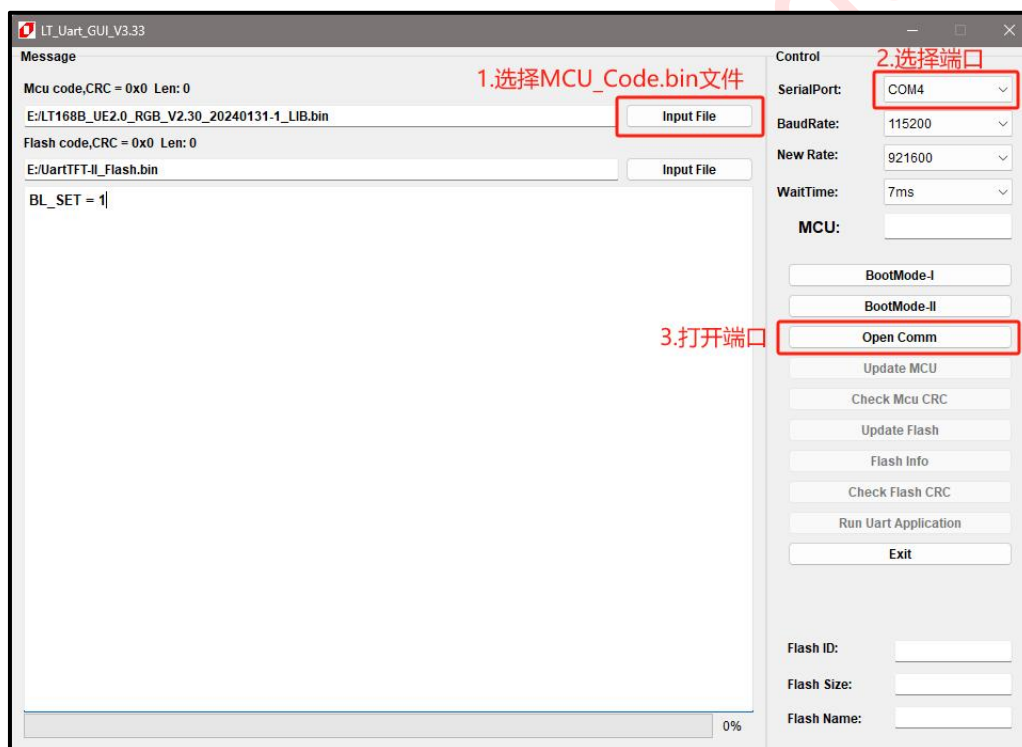 LT_Uart_GUI_V3.33
Message
Mcu code,CRC = 0x0 Len: 0
1.选择MCU_Code.bin文件
E:/LT168B_UE2.0_RGB_V2.30_20240131-1_LIB.bin
Input File
Flash code,CRC = 0x0 Len: 0
E:/UartTFT-II_Flash.bin
Input File
BL_SET = 1
0%
Control
2.选择端口
SerialPort: COM4
BaudRate: 115200
New Rate: 921600
WaitTime: 7ms
MCU:
BootMode-I
BootMode-II
3.打开端口
Open Comm
Update MCU
Check Mcu CRC
Update Flash
Flash Info
Check Flash CRC
Run Uart Application
Exit
Flash ID:
Flash Size:
Flash Name: